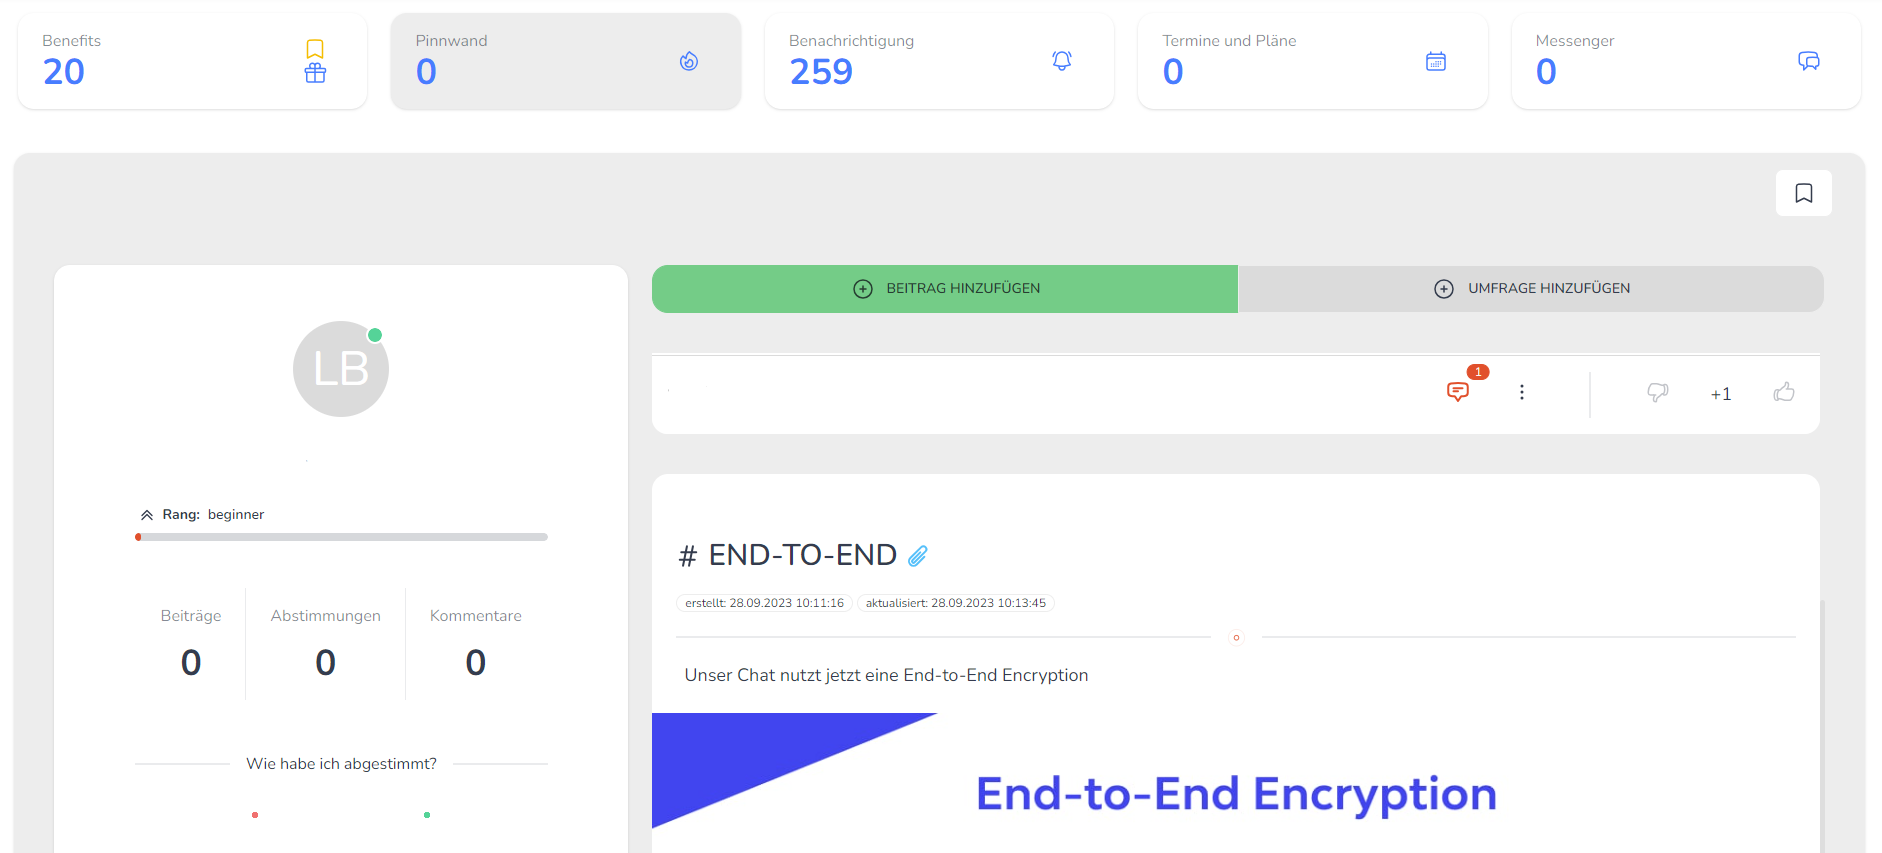 Benefits
20
Pinnwand
0
Benachrichtigung
259
Termine und Pläne
0
Messenger
0
BEITRAG HINZUFÜGEN
UMFRAGE HINZUFÜGEN
LB
1
+1
Rang: beginner
Beiträge
0
Abstimmungen
0
Kommentare
0
Wie habe ich abgestimmt?
# END-TO-END
erstellt: 28.09.2023 10:11:16
aktualisiert: 28.09.2023 10:13:45
Unser Chat nutzt jetzt eine End-to-End Encryption
End-to-End Encryption